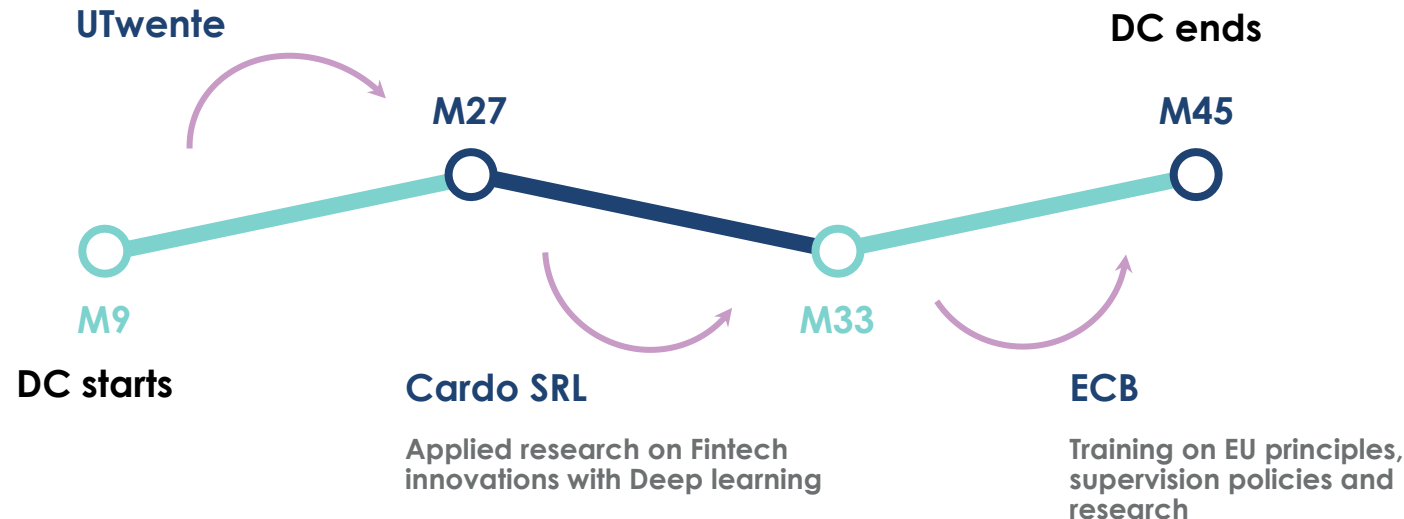 UTwente
DC ends
M27
M45
M9
M33
DC starts
Cardo SRL
ECB
Applied research on Fintech
innovations with Deep learning
Training on EU principles,
supervision policies and
research